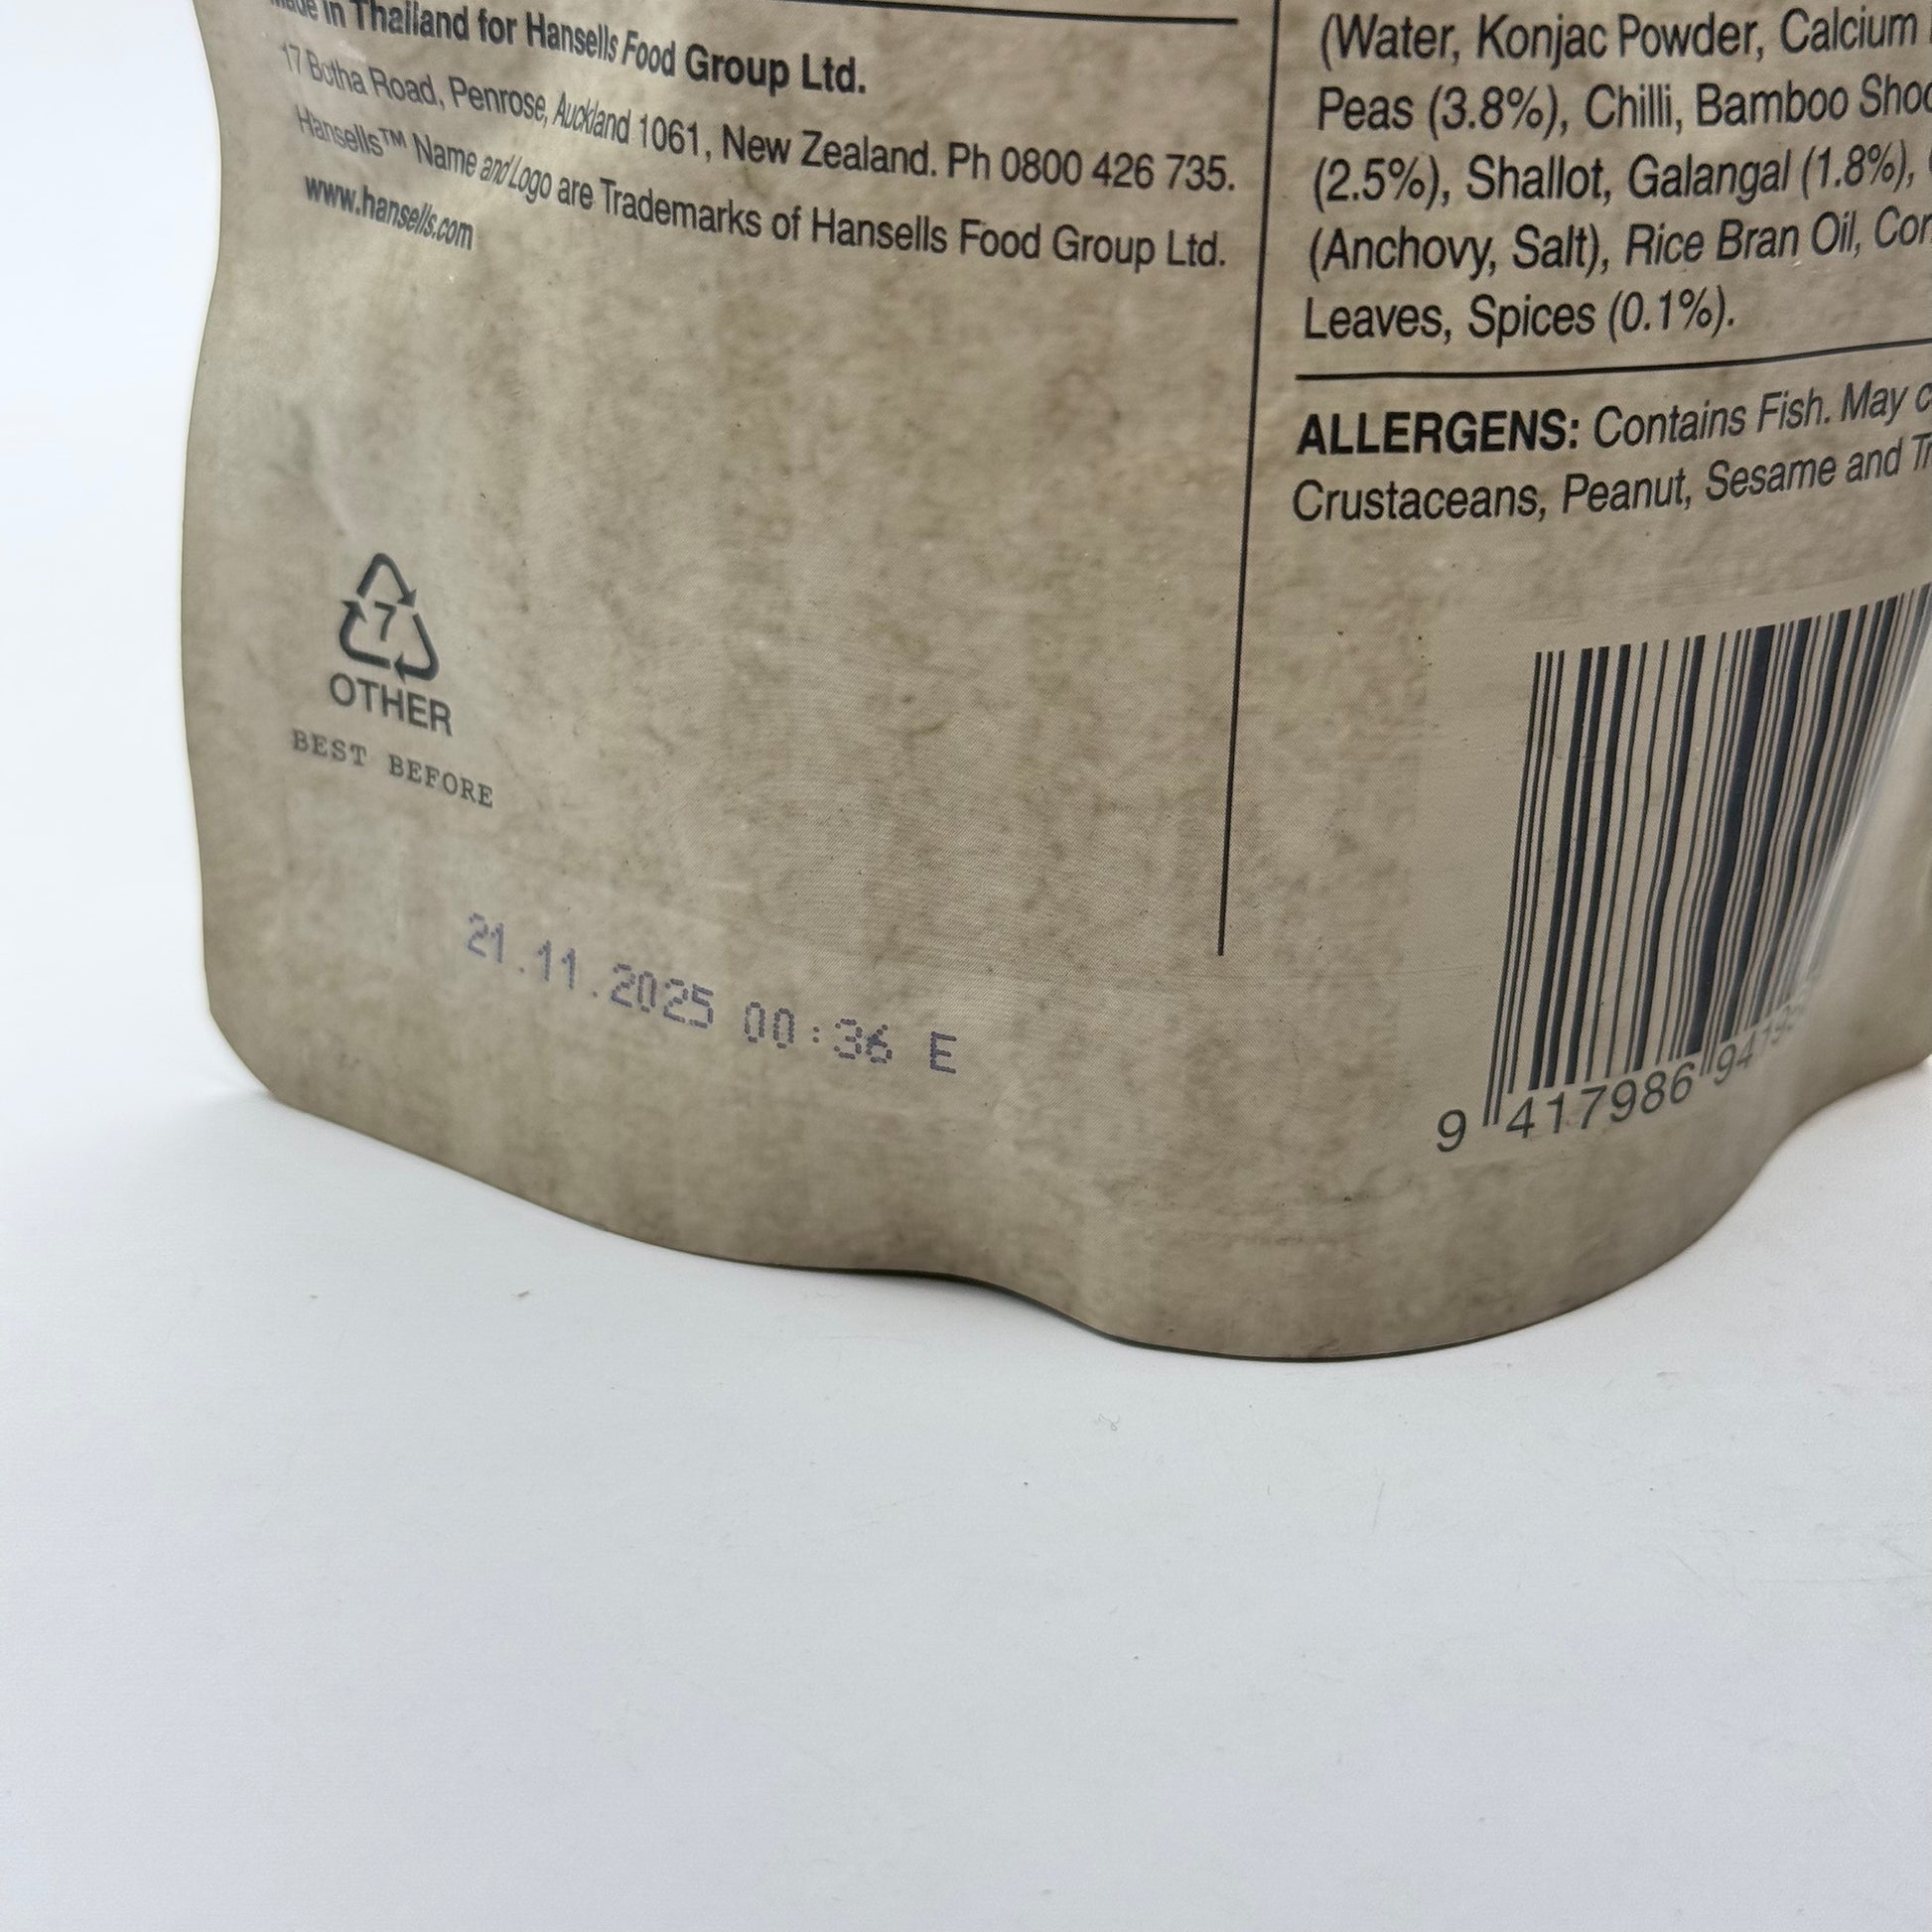 Made in Thailand for Hansells Food Group Ltd.
17 Botha Road, Penrose, Auckland 1061, New Zealand. Ph 0800 426 735.
Hansells™ Name and Logo are Trademarks of Hansells Food Group Ltd.
www.hansells.com
7
OTHER
BEST BEFORE
21.11.2025 00:36 E
(Water, Konjac Powder, Calcium
Peas (3.8%), Chilli, Bamboo
(2.5%), Shallot, Galangal (1.8%),
(Anchovy, Salt), Rice Bran Oil,
Leaves, Spices (0.1%).
ALLERGENS: Contains Fish. May
Crustaceans, Peanut, Sesame and
9 417986 9419